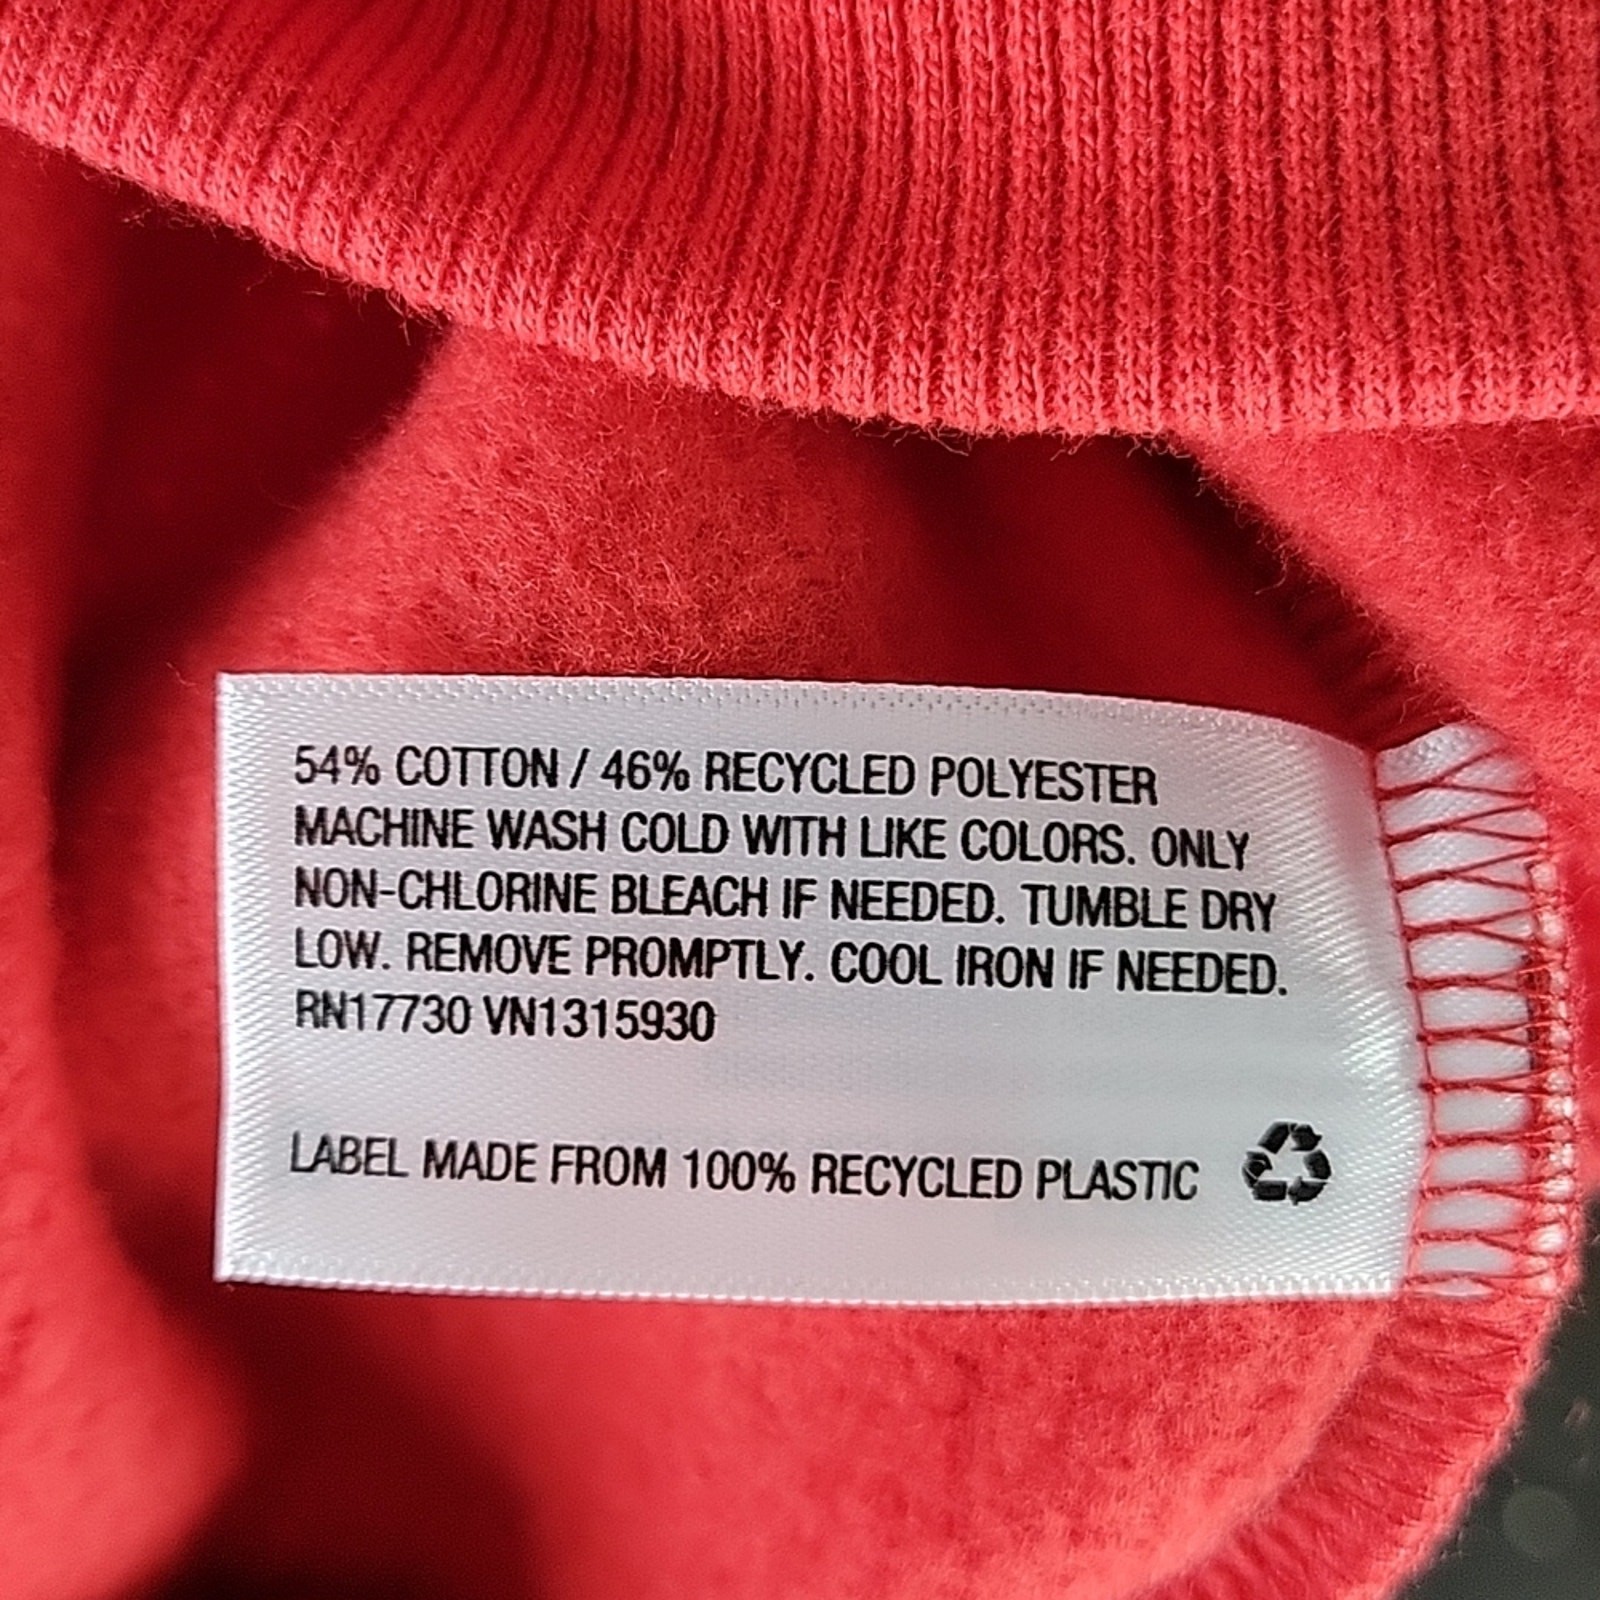 54% COTTON / 46% RECYCLED POLYESTER
MACHINE WASH COLD WITH LIKE COLORS. ONLY
NON-CHLORINE BLEACH IF NEEDED. TUMBLE DRY
LOW. REMOVE PROMPTLY. COOL IRON IF NEEDED.
RN17730 VN1315930
LABEL MADE FROM 100% RECYCLED PLASTIC